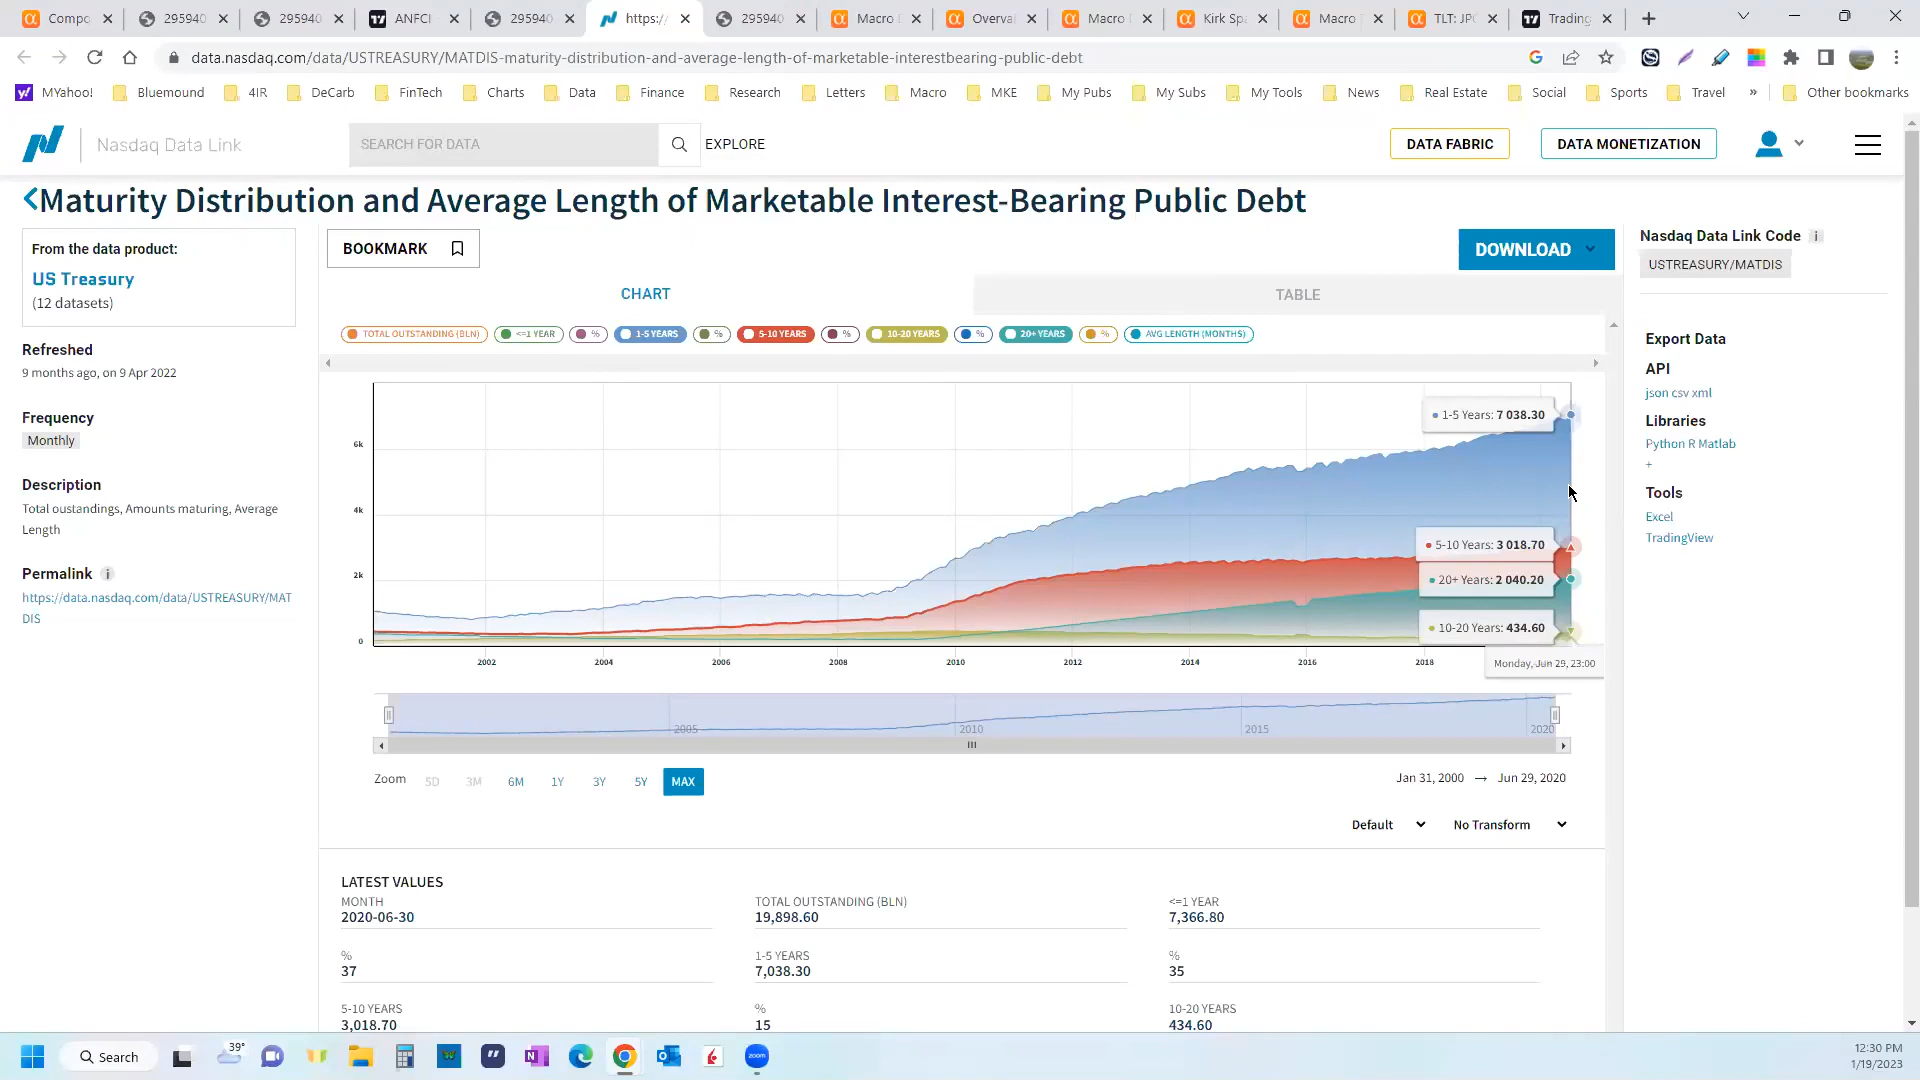 Compo
295940
295940
ANFCI
295940
https:/
295940
Macro
Overva
Macro
Kirk Sp
Macro
TLT: JP
Trading
data.nasdaq.com/data/USTREASURY/MATDIS-maturity-distribution-and-average-length-of-marketable-interestbearing-public-debt
MYahoo! Bluemound 4IR DeCarb FinTech Charts Data Finance Research Letters Macro MKE My Pubs My Subs My Tools News Real Estate Social Sports Travel » Other bookmarks
Nasdaq Data Link SEARCH FOR DATA EXPLORE DATA FABRIC DATA MONETIZATION
Maturity Distribution and Average Length of Marketable Interest-Bearing Public Debt
From the data product:
US Treasury
(12 datasets)
Refreshed
9 months ago, on 9 Apr 2022
Frequency
Monthly
Description
Total oustandings, Amounts maturing, Average
Length
Permalink i
https://data.nasdaq.com/data/USTREASURY/MAT
DIS
BOOKMARK
DOWNLOAD
CHART TABLE
TOTAL OUTSTANDING (BLN) <=1 YEAR % 1-5 YEARS % 5-10 YEARS % 10-20 YEARS % 20+ YEARS % AVG LENGTH (MONTHS)
1-5 Years: 7 038.30
6k
4k
5-10 Years: 3 018.70
2k
20+ Years: 2 040.20
10-20 Years: 434.60
0
2002 2004 2006 2008 2010 2012 2014 2016 2018
Monday, Jun 29, 23:00
2005 2010 2015 2020
Zoom 5D 3M 6M 1Y 3Y 5Y MAX
Jan 31, 2000 → Jun 29, 2020
Default No Transform
LATEST VALUES
MONTH TOTAL OUTSTANDING (BLN) <=1 YEAR
2020-06-30 19,898.60 7,366.80
% 1-5 YEARS %
37 7,038.30 35
5-10 YEARS % 10-20 YEARS
3,018.70 15 434.60
Nasdaq Data Link Code i
USTREASURY/MATDIS
Export Data
API
json csv xml
Libraries
Python R Matlab
+
Tools
Excel
TradingView
Search
39°
zoom
12:30 PM
1/19/2023